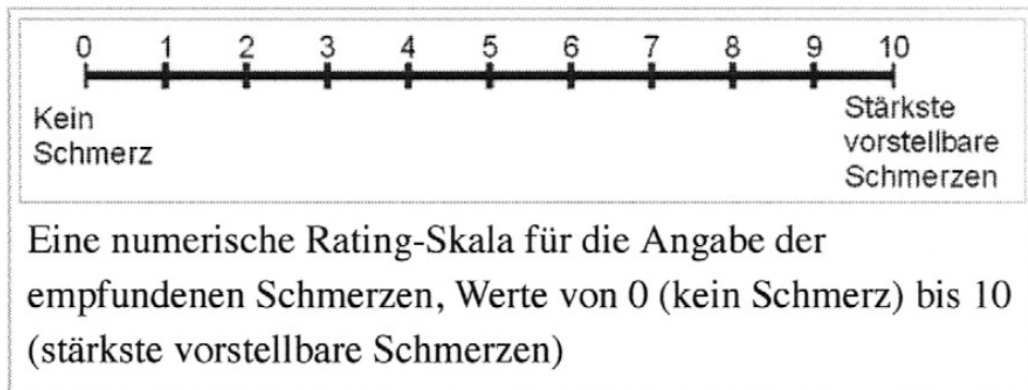 0 1 2 3 4 5 6 7 8 9 10
Kein
Schmerz
Stärkste
vorstellbare
Schmerzen
Eine numerische Rating-Skala für die Angabe der
empfundenen Schmerzen, Werte von 0 (kein Schmerz) bis 10
(stärkste vorstellbare Schmerzen)